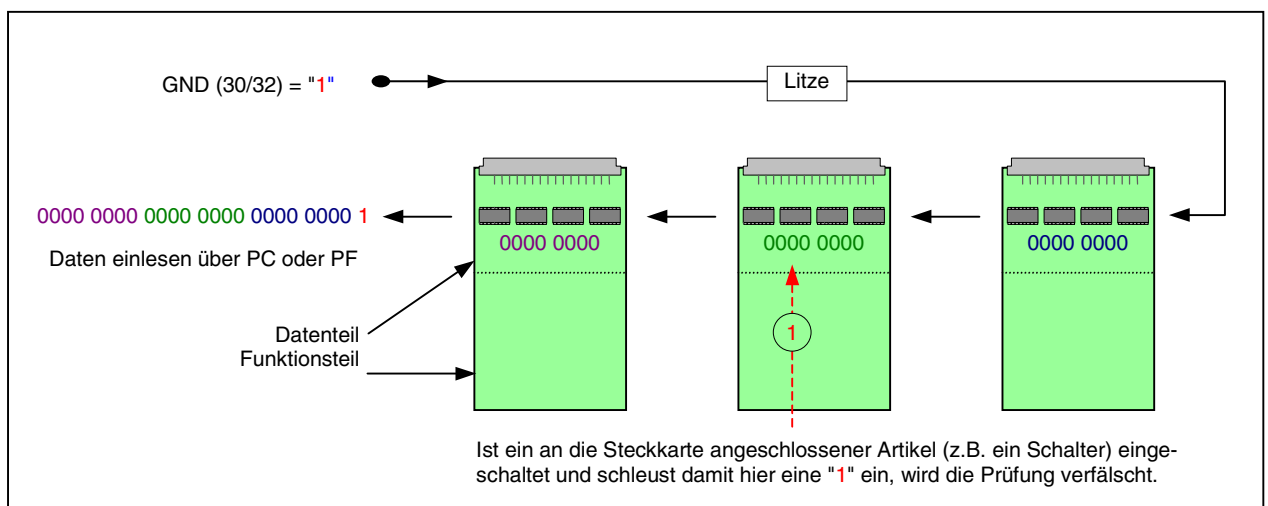 GND (30/32) = "1"
Litze
0000 0000 0000 0000 0000 0000 1
0000 0000
0000 0000
0000 0000
Daten einlesen über PC oder PF
Datenteil
1
Funktionsteil
Ist ein an die Steckkarte angeschlossener Artikel (z.B. ein Schalter) einge-
schaltet und schleust damit hier eine "1" ein, wird die Prüfung verfälscht.